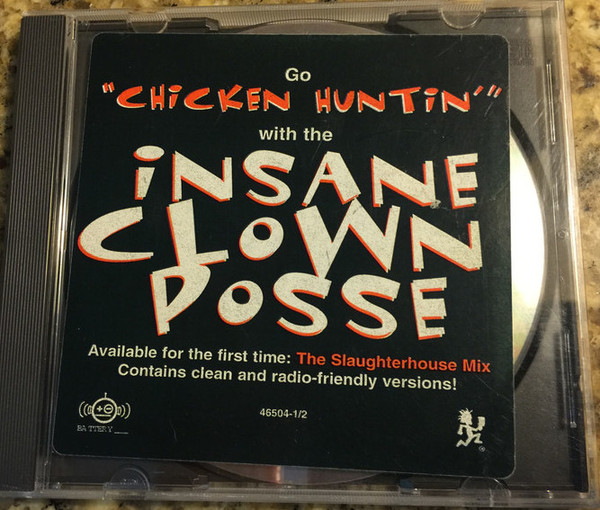 Go
"CHiCKEN HUNTiN'"
with the
iNSANE
CLOWN
POSSE
Available for the first time: The Slaughterhouse Mix
Contains clean and radio-friendly versions!
BATTERY
46504-1/2